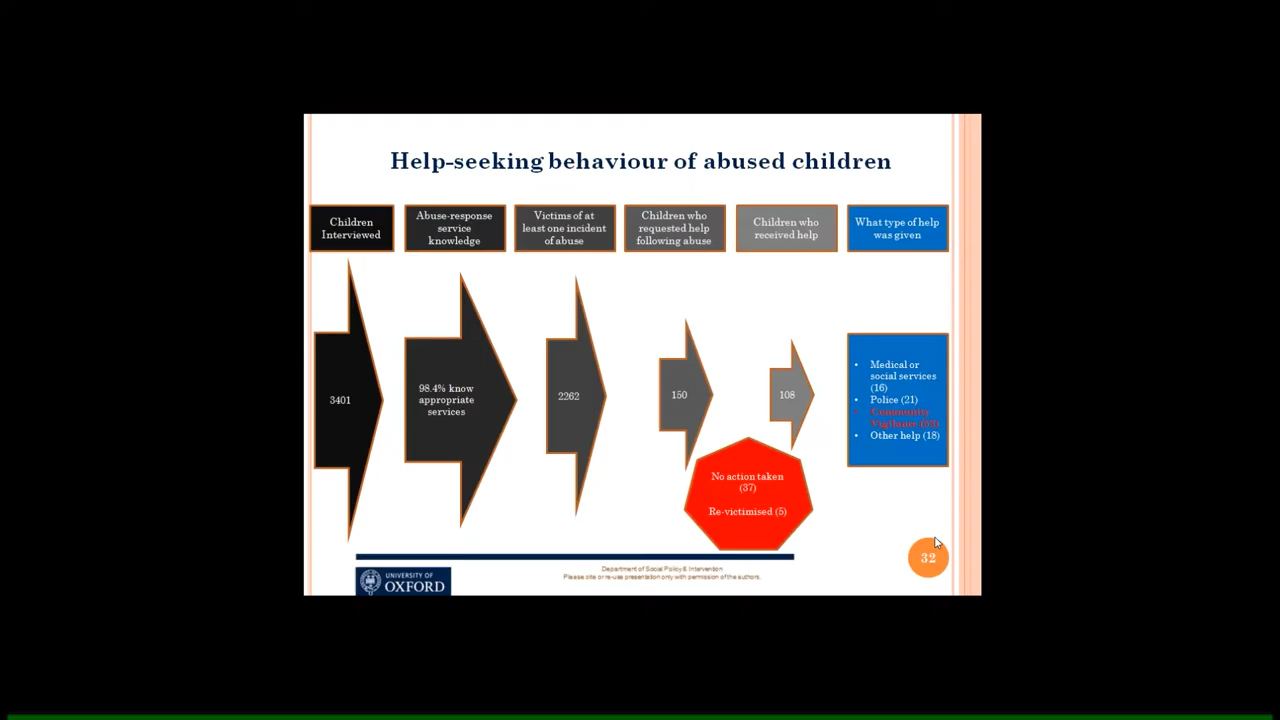 Help-seeking behaviour of abused children
Children
Interviewed
Abuse-response
service
knowledge
Victims of at
least one incident
of abuse
Children who
requested help
following abuse
Children who
received help
What type of help
was given
3401
98.4% know
appropriate
services
2262
150
108
• Medical or
social services
(16)
• Police (21)
• Community
Vigilante (53)
• Other help (18)
No action taken
(37)
Re-victimised (5)
32
UNIVERSITY OF
OXFORD
Department of Social Policy & Intervention
Please cite or re-use presentation only with permission of the authors.